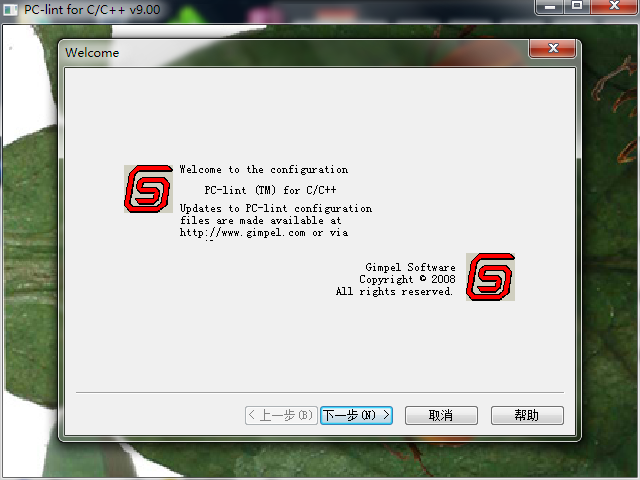 PC-lint for C/C++ v9.00
Welcome
Welcome to the configuration
PC-lint (TM) for C/C++
Updates to PC-lint configuration
files are made available at
http://www.gimpel.com or via
Gimpel Software
Copyright © 2008
All rights reserved.
< 上一步(B)
下一步(N) >
取消
帮助